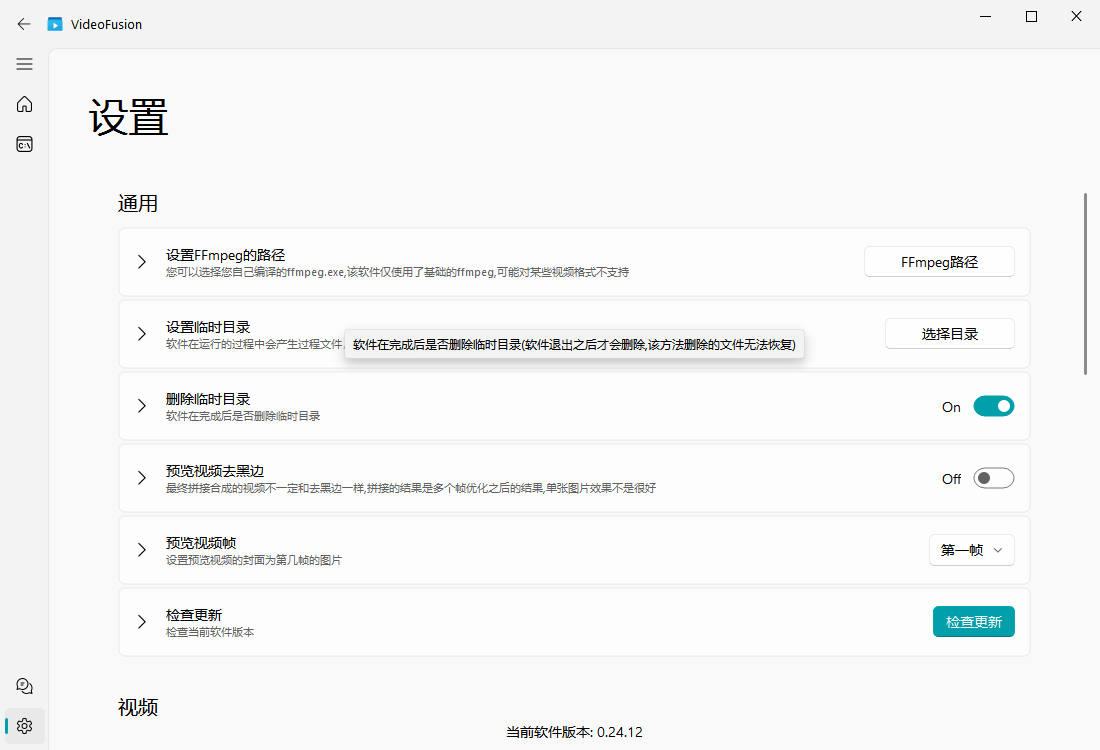 VideoFusion
设置
通用
设置FFmpeg的路径
您可以选择您自己编译的ffmpeg.exe,该软件仅使用了基础的ffmpeg,可能对某些视频格式不支持
FFmpeg路径
设置临时目录
软件在运行的过程中会产生过程文件
选择目录
软件在完成后是否删除临时目录(软件退出之后才会删除,该方法删除的文件无法恢复)
删除临时目录
软件在完成后是否删除临时目录
On
预览视频去黑边
最终拼接合成的视频不一定和去黑边一样,拼接的结果是多个帧优化之后的结果,单张图片效果不是很好
Off
预览视频帧
设置预览视频的封面为第几帧的图片
第一帧
检查更新
检查当前软件版本
检查更新
视频
当前软件版本: 0.24.12